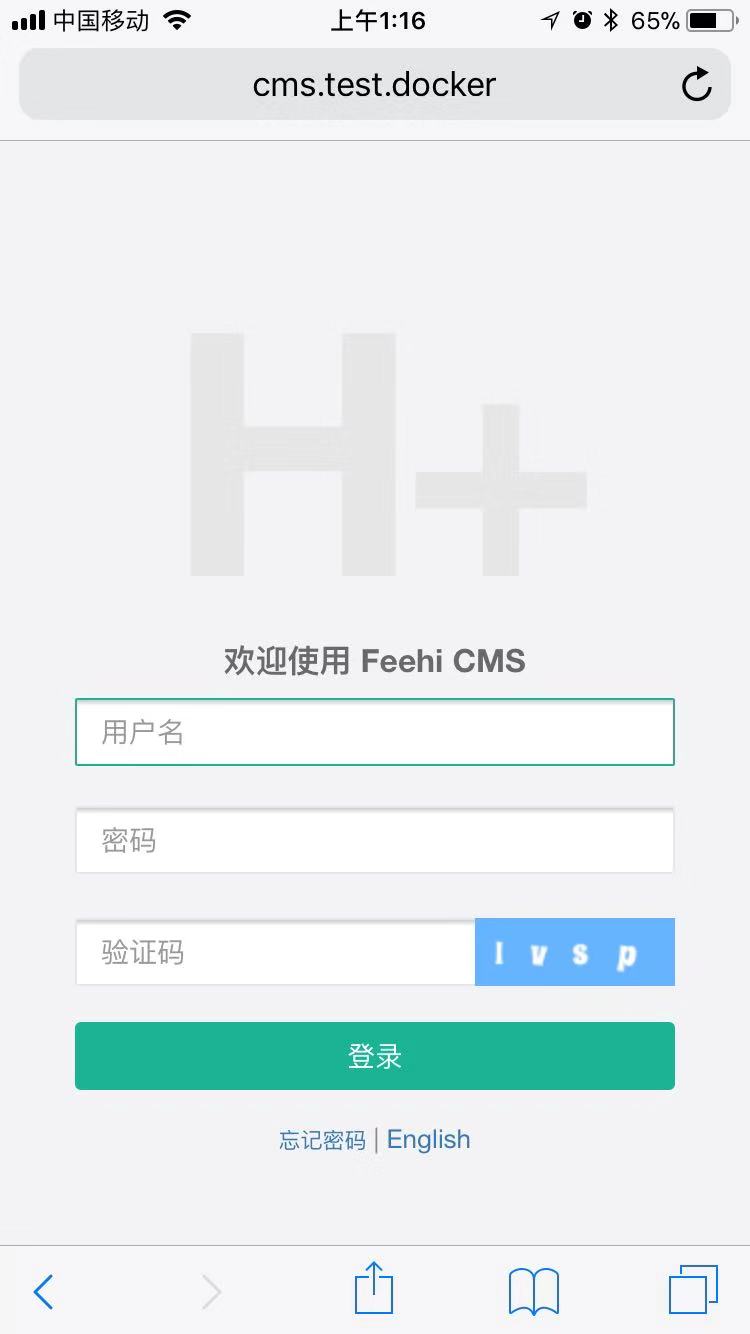 中国移动 上午1:16 65%
cms.test.docker
H+
欢迎使用 Feehi CMS
用户名
密码
验证码 l v s p
登录
忘记密码 | English